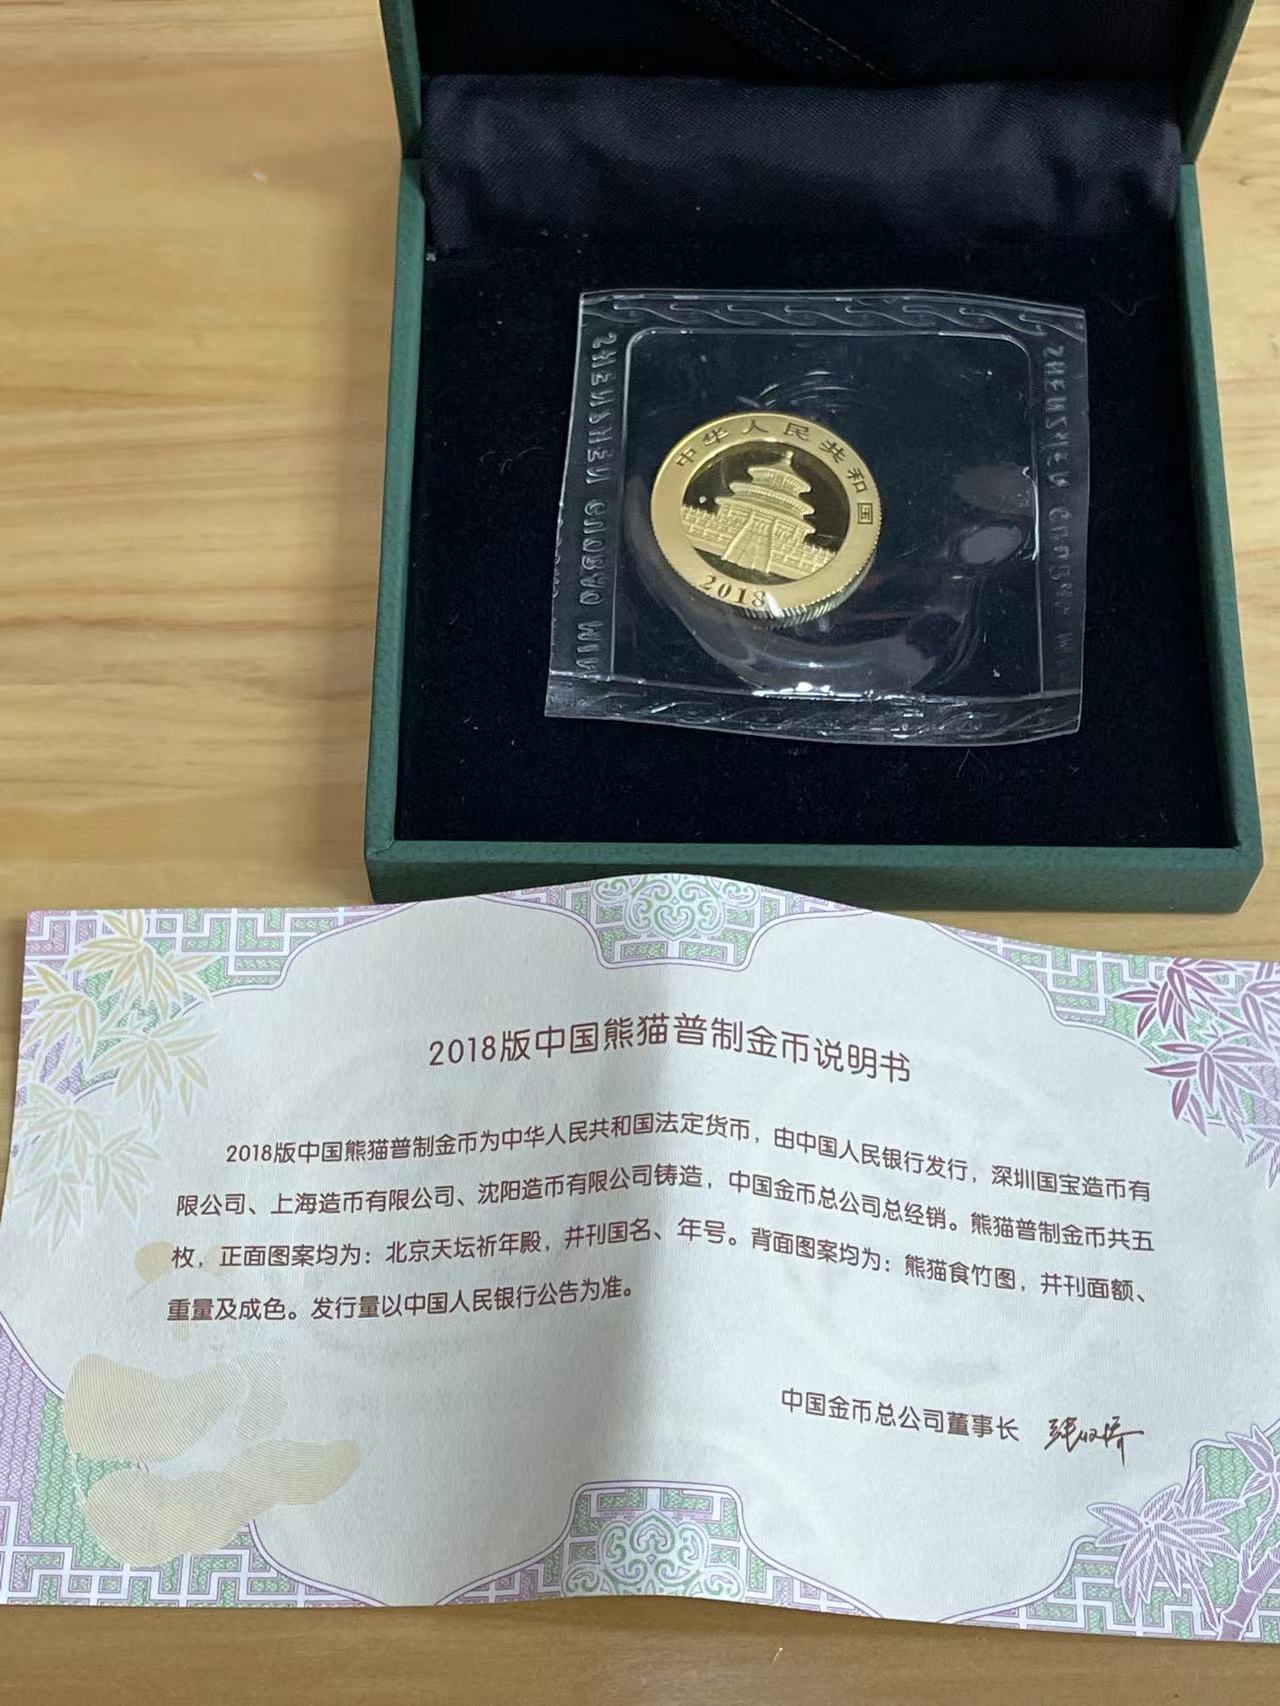 中华人民共和国
2018
SHENZHEN GUOBAO MIN
2018版中国熊猫普制金币说明书
2018版中国熊猫普制金币为中华人民共和国法定货币，由中国人民银行发行，深圳国宝造币有
限公司、上海造币有限公司、沈阳造币有限公司铸造，中国金币总公司总经销。熊猫普制金币共五
枚，正面图案均为：北京天坛祈年殿，并刊国名、年号。背面图案均为：熊猫食竹图，并刊面额、
重量及成色。发行量以中国人民银行公告为准。
中国金币总公司董事长